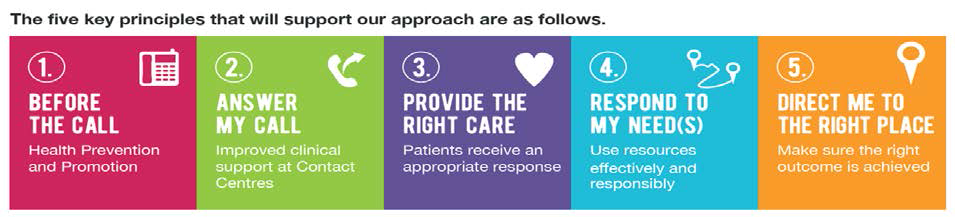 The five key principles that will support our approach are as follows.
1.
BEFORE
THE CALL
Health Prevention
and Promotion
2.
ANSWER
MY CALL
Improved clinical
support at Contact
Centres
3.
PROVIDE THE
RIGHT CARE
Patients receive an
appropriate response
4.
RESPOND TO
MY NEED(S)
Use resources
effectively and
responsibly
5.
DIRECT ME TO
THE RIGHT PLACE
Make sure the right
outcome is achieved